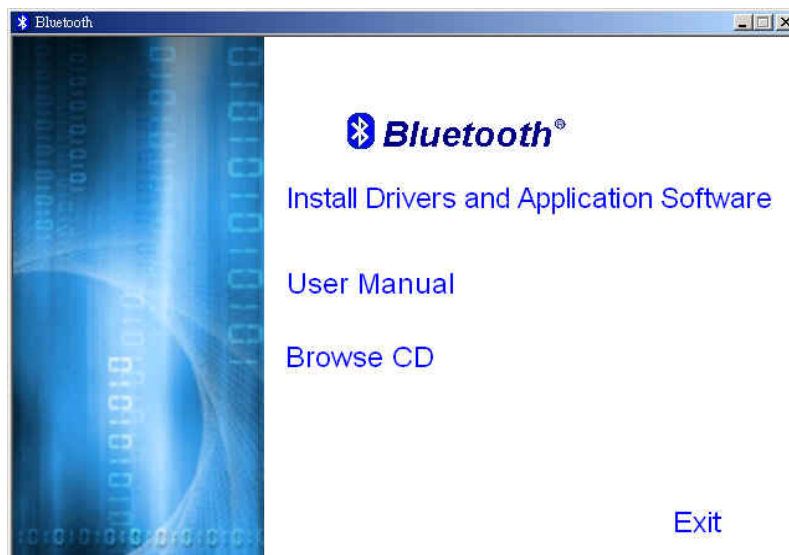 Bluetooth
Bluetooth®
Install Drivers and Application Software
User Manual
Browse CD
Exit